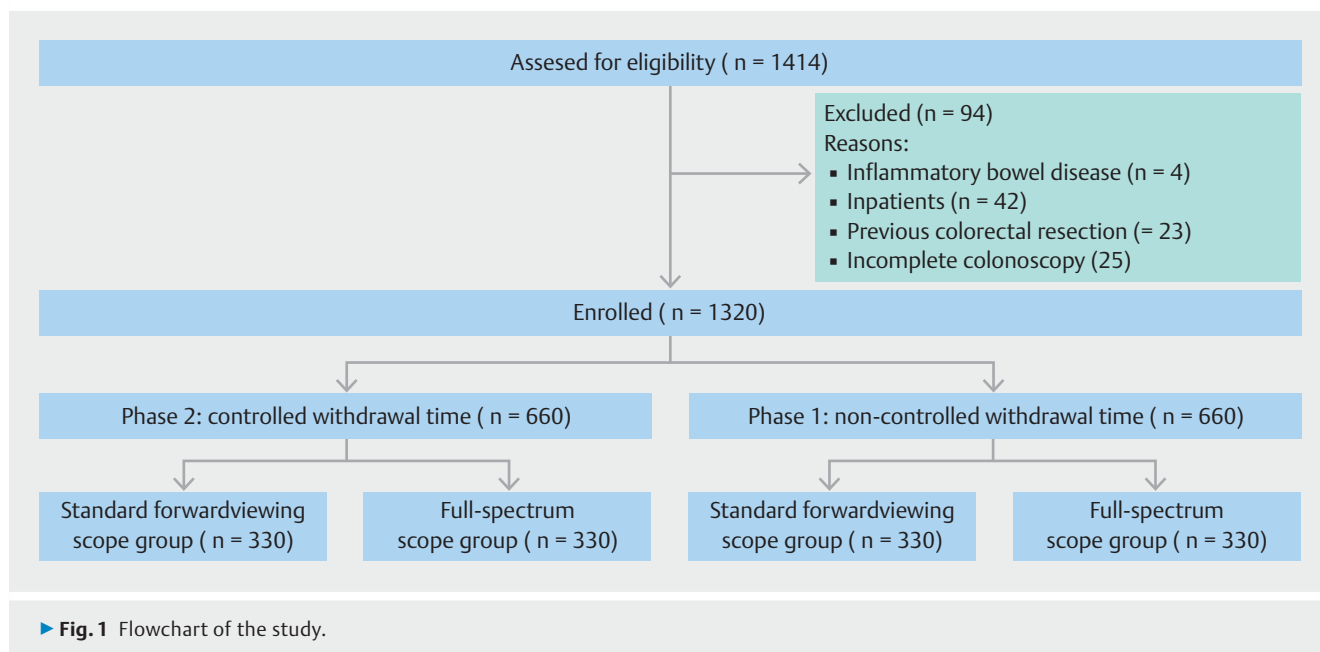 Assesed for eligibility ( n = 1414)
Excluded (n = 94)
Reasons:
▪ Inflammatory bowel disease (n = 4)
▪ Inpatients (n = 42)
▪ Previous colorectal resection (= 23)
▪ Incomplete colonoscopy (25)
Enrolled ( n = 1320)
Phase 2: controlled withdrawal time ( n = 660)
Phase 1: non-controlled withdrawal time ( n = 660)
Standard forwardviewing
scope group ( n = 330)
Full-spectrum
scope group ( n = 330)
Standard forwardviewing
scope group ( n = 330)
Full-spectrum
scope group ( n = 330)
▶ Fig. 1 Flowchart of the study.